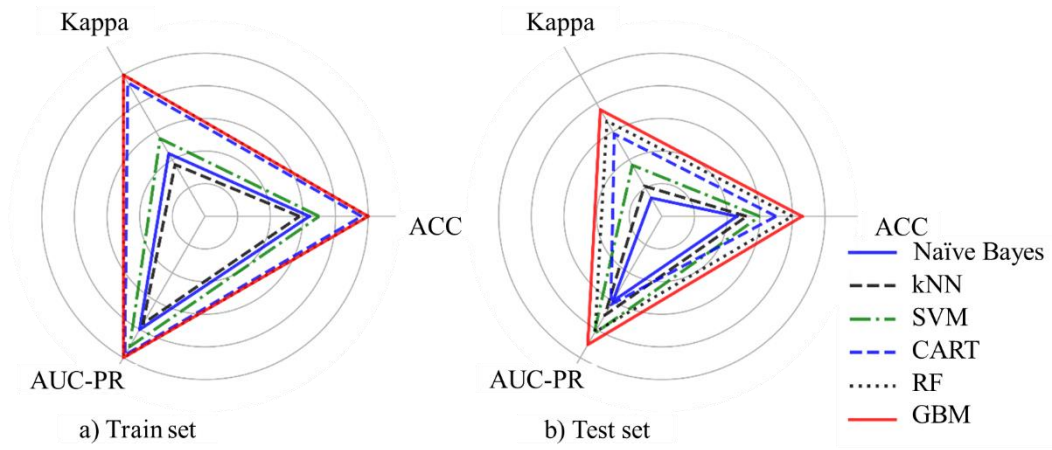 Kappa
ACC
AUC-PR
a) Train set
Kappa
ACC
AUC-PR
b) Test set
Naïve Bayes
kNN
SVM
CART
RF
GBM